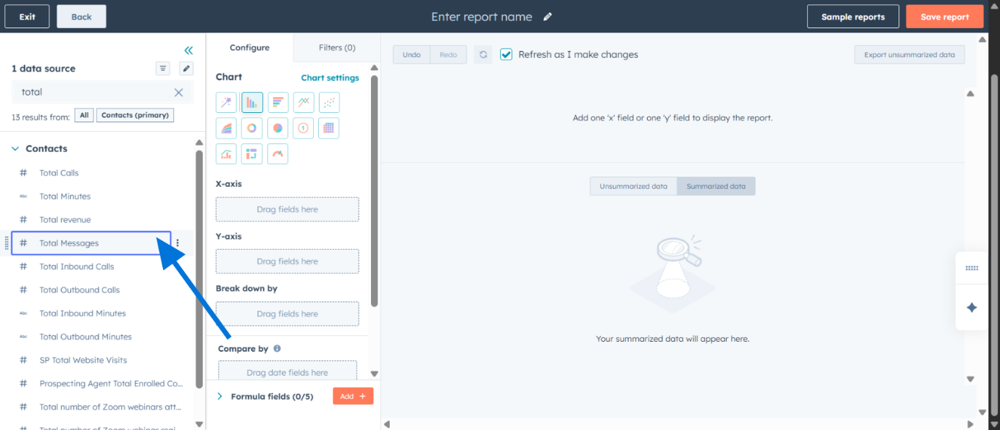 Exit
Back
Enter report name
Sample reports
Save report
1 data source
total
13 results from:
All
Contacts (primary)
Contacts
# Total Calls
Abc Total Minutes
# Total revenue
# Total Messages
# Total Inbound Calls
# Total Outbound Calls
Abc Total Inbound Minutes
Abc Total Outbound Minutes
# SP Total Website Visits
# Prospecting Agent Total Enrolled Co...
# Total number of Zoom webinars att...
# Total number of Zoom webinar regi...
Configure
Filters (0)
Chart
Chart settings
1
X-axis
Drag fields here
Y-axis
Drag fields here
Break down by
Drag fields here
Compare by
Drag date fields here
Formula fields (0/5)
Add +
Undo
Redo
Refresh as I make changes
Export unsummarized data
Add one 'x' field or one 'y' field to display the report.
Unsummarized data
Summarized data
Your summarized data will appear here.